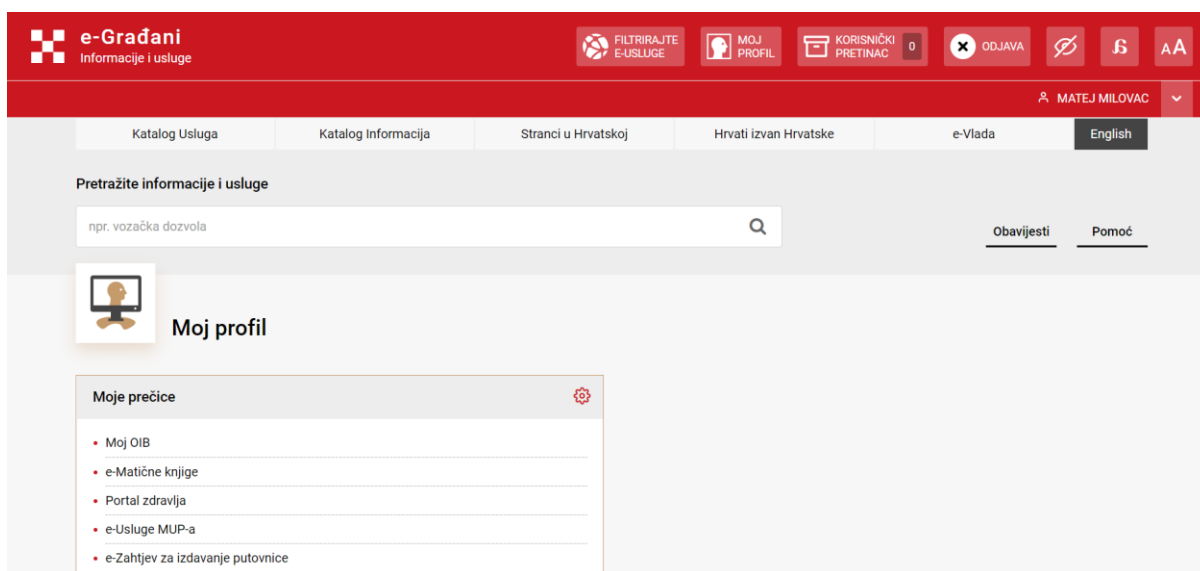 e-Građani
Informacije i usluge
FILTRIRAJTE
E-USLUGE
MOJ
PROFIL
KORISNIČKI
PRETINAC
0
ODJAVA
AA
MATEJ MILOVAC
Katalog Usluga
Katalog Informacija
Stranci u Hrvatskoj
Hrvati izvan Hrvatske
e-Vlada
English
Pretražite informacije i usluge
npr. vozačka dozvola
Obavijesti
Pomoć
Moj profil
Moje prečice
• Moj OIB
• e-Matične knjige
• Portal zdravlja
• e-Usluge MUP-a
• e-Zahtjev za izdavanje putovnice